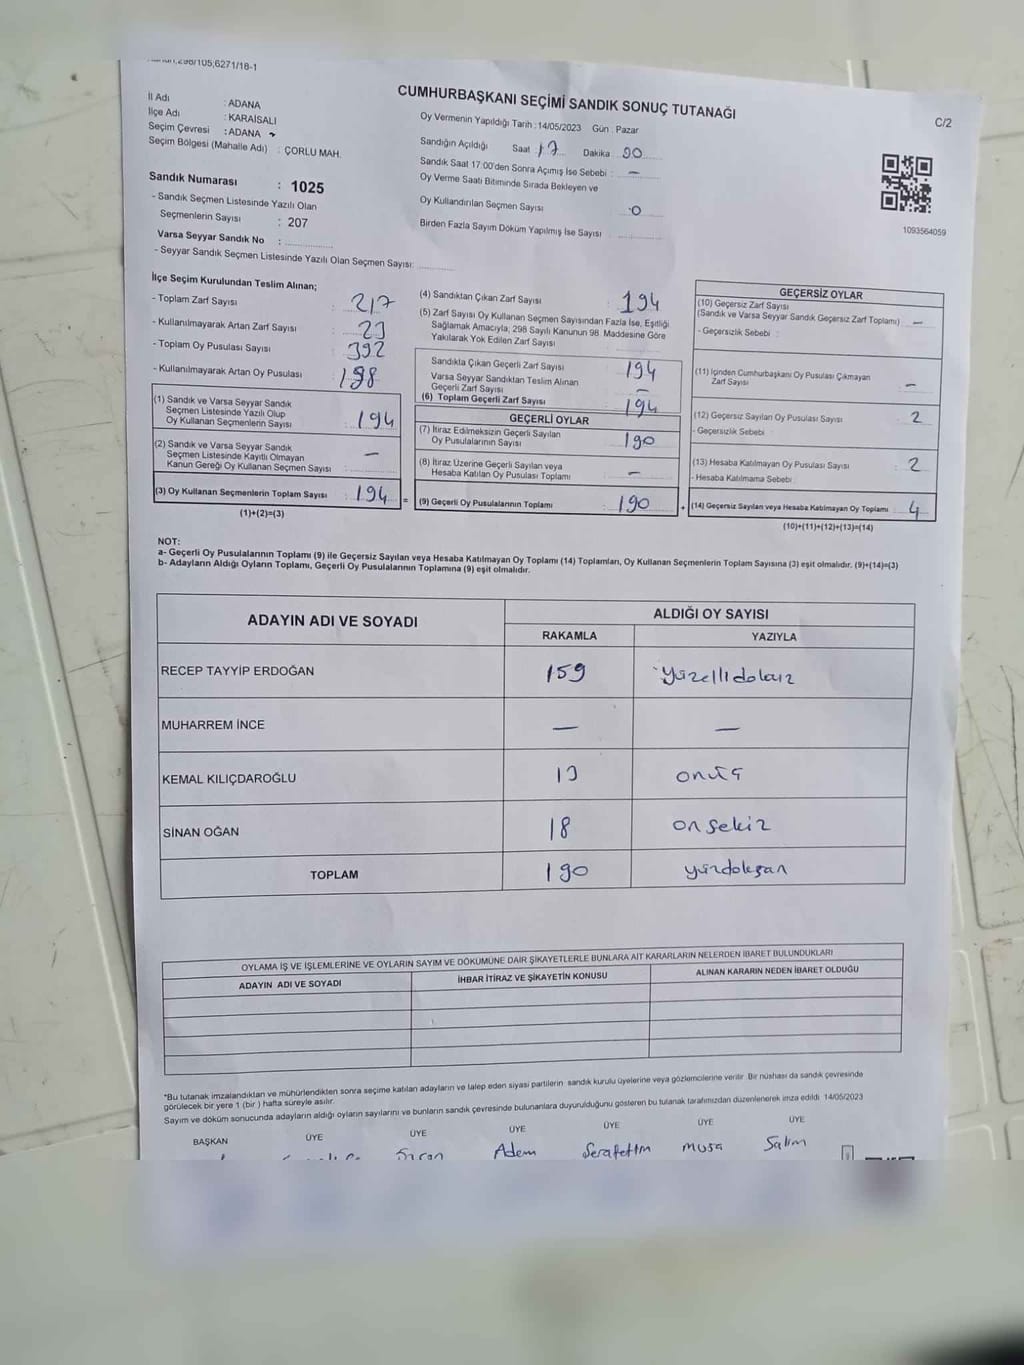 298/105,6271/18-1
CUMHURBAŞKANI SEÇİMİ SANDIK SONUÇ TUTANAĞI
C/2
İl Adı : ADANA
İlçe Adı : KARAİSALI
Seçim Çevresi : ADANA
Seçim Bölgesi (Mahalle Adı) : ÇORLU MAH.
Sandık Numarası : 1025
- Sandık Seçmen Listesinde Yazılı Olan
Seçmenlerin Sayısı : 207
Varsa Seyyar Sandık No :
- Seyyar Sandık Seçmen Listesinde Yazılı Olan Seçmen Sayısı:
Oy Vermenin Yapıldığı Tarih : 14/05/2023 Gün : Pazar
Sandığın Açıldığı Saat 17 Dakika
Sandık Saat 17:00'den Sonra Açımış İse Sebebi : —
Oy Verme Saati Bitiminde Sırada Bekleyen ve
Oy Kullandırılan Seçmen Sayısı 0
Birden Fazla Sayım Döküm Yapılmış İse Sayısı
1093564059
İlçe Seçim Kurulundan Teslim Alınan;
- Toplam Zarf Sayısı : 217
- Kullanılmayarak Artan Zarf Sayısı : 23
- Toplam Oy Pusulası Sayısı : 392
- Kullanılmayarak Artan Oy Pusulası : 198
(1) Sandık ve Varsa Seyyar Sandık
Seçmen Listesinde Yazılı Olup
Oy Kullanan Seçmenlerin Sayısı : 194
(2) Sandık ve Varsa Seyyar Sandık
Seçmen Listesinde Kayıtlı Olmayan
Kanun Gereği Oy Kullanan Seçmen Sayısı : —
(3) Oy Kullanan Seçmenlerin Toplam Sayısı : 194 =
(1)+(2)=(3)
(4) Sandıktan Çıkan Zarf Sayısı : 194
(5) Zarf Sayısı Oy Kullanan Seçmen Sayısından Fazla İse, Eşitliği
Sağlamak Amacıyla; 298 Sayılı Kanunun 98. Maddesine Göre
Yakılarak Yok Edilen Zarf Sayısı
Sandıkta Çıkan Geçerli Zarf Sayısı : 194
Varsa Seyyar Sandıktan Teslim Alınan
Geçerli Zarf Sayısı : —
(6) Toplam Geçerli Zarf Sayısı : 194
GEÇERLİ OYLAR
(7) İtiraz Edilmeksizin Geçerli Sayılan
Oy Pusulalarının Sayısı : 190
(8) İtiraz Üzerine Geçerli Sayılan veya
Hesaba Katılan Oy Pusulası Toplamı : —
(9) Geçerli Oy Pusulalarının Toplamı : 190 +
GEÇERSİZ OYLAR
(10) Geçersiz Zarf Sayısı
(Sandık ve Varsa Seyyar Sandık Geçersiz Zarf Toplamı) —
- Geçersizlik Sebebi :
(11) İçinden Cumhurbaşkanı Oy Pusulası Çıkmayan
Zarf Sayısı —
(12) Geçersiz Sayılan Oy Pusulası Sayısı : 2
- Geçersizlik Sebebi :
(13) Hesaba Katılmayan Oy Pusulası Sayısı : 2
- Hesaba Katılmama Sebebi :
(14) Geçersiz Sayılan veya Hesaba Katılmayan Oy Toplamı : 4
(10)+(11)+(12)+(13)=(14)
NOT:
a- Geçerli Oy Pusulalarının Toplamı (9) ile Geçersiz Sayılan veya Hesaba Katılmayan Oy Toplamı (14) Toplamları, Oy Kullanan Seçmenlerin Toplam Sayısına (3) eşit olmalıdır. (9)+(14)=(3)
b- Adayların Aldığı Oyların Toplamı, Geçerli Oy Pusulalarının Toplamına (9) eşit olmalıdır.
ADAYIN ADI VE SOYADI
ALDIĞI OY SAYISI
RAKAMLA YAZIYLA
RECEP TAYYİP ERDOĞAN 159 yüzellidokuz
MUHARREM İNCE — —
KEMAL KILIÇDAROĞLU 13 onüç
SİNAN OĞAN 18 onsekiz
TOPLAM 190 yüzdoksan
OYLAMA İŞ VE İŞLEMLERİNE VE OYLARIN SAYIM VE DÖKÜMÜNE DAİR ŞİKAYETLERLE BUNLARA AİT KARARLARIN NELERDEN İBARET BULUNDUKLARI
ADAYIN ADI VE SOYADI İHBAR İTİRAZ VE ŞİKAYETİN KONUSU ALINAN KARARIN NEDEN İBARET OLDUĞU
*Bu tutanak imzalandıktan ve mühürlendikten sonra seçime katılan adayların ve talep eden siyasi partilerin sandık kurulu üyelerine veya gözlemcilerine verilir. Bir nüshası da sandık çevresinde
görülecek bir yere 1 (bir ) hafta süreyle asılır.
Sayım ve döküm sonucunda adayların aldığı oyların sayılarını ve bunların sandık çevresinde bulunanlara duyurulduğunu gösteren bu tutanak tarafımızdan düzenlenerek imza edildi. 14/05/2023
BAŞKAN ÜYE ÜYE ÜYE ÜYE ÜYE ÜYE
Adem Serafettin Musa Salim